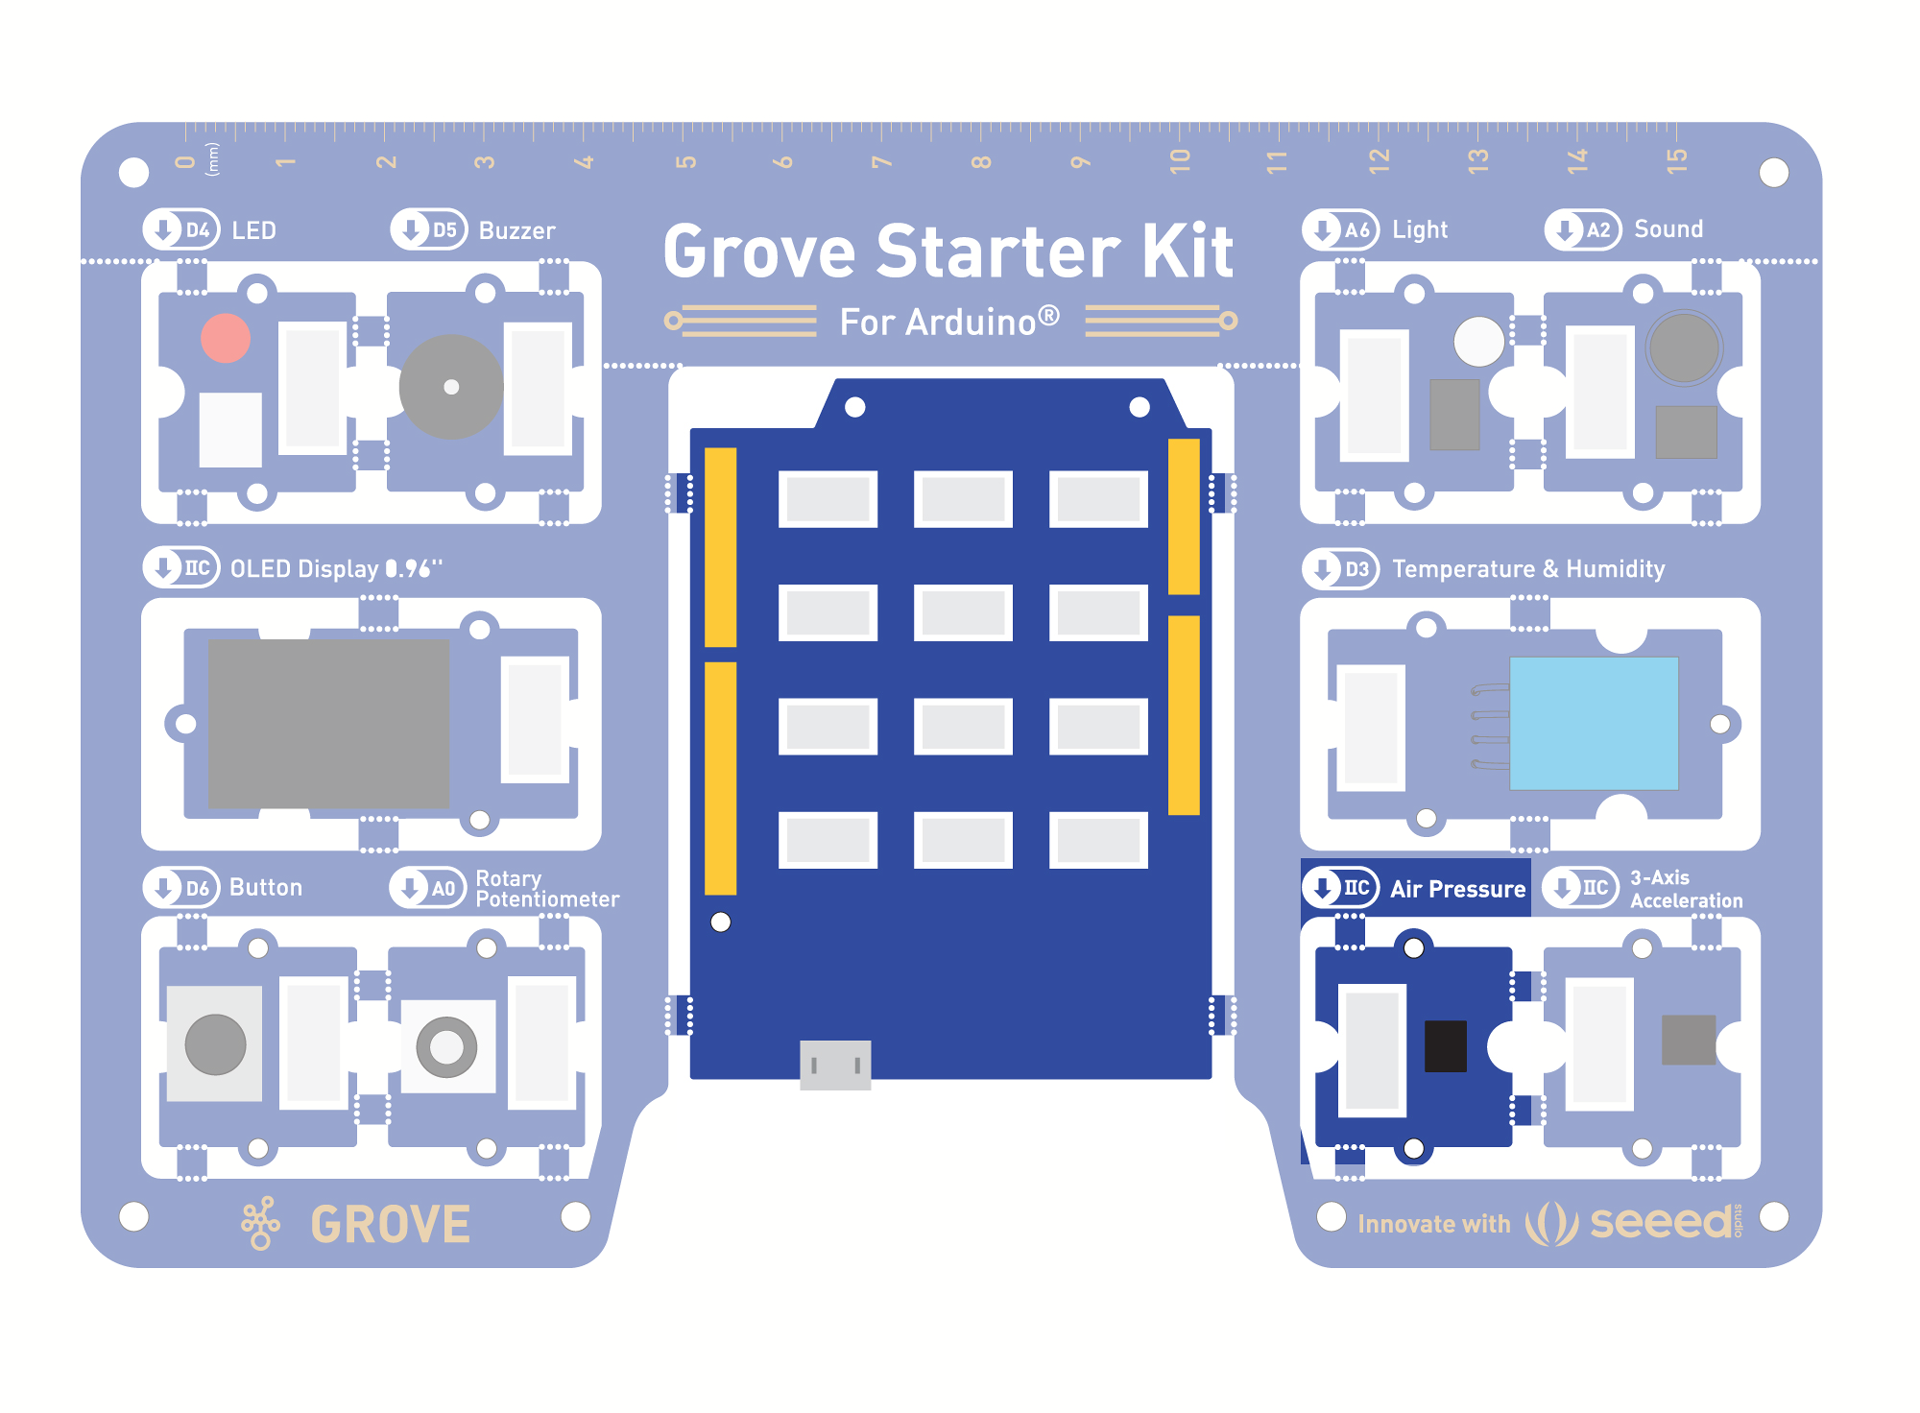 0 1 2 3 4 5 6 7 8 9 10 11 12 13 14 15
(mm)
D4 LED
D5 Buzzer
Grove Starter Kit
For Arduino®
A6 Light
A2 Sound
IIC OLED Display 0.96"
D3 Temperature & Humidity
D6 Button
A0 Rotary
Potentiometer
IIC Air Pressure
IIC 3-Axis
Acceleration
GROVE
Innovate with seeed studio